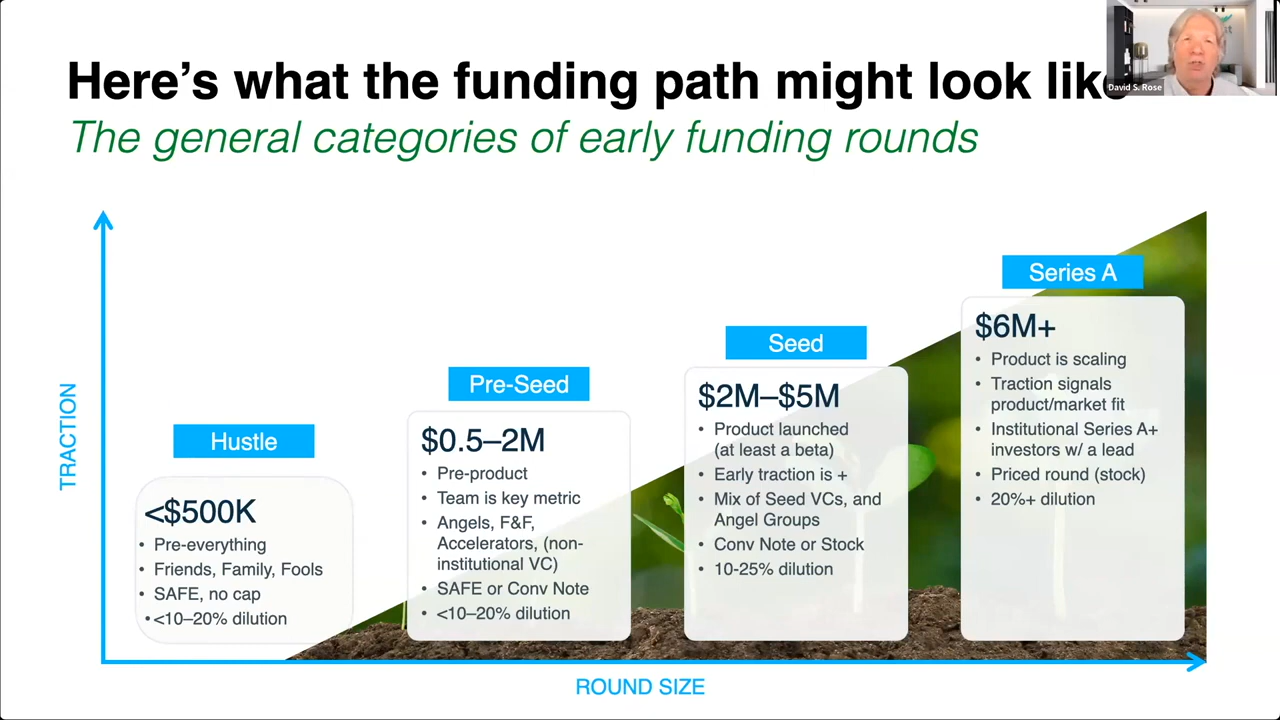 Here's what the funding path might look like
David S. Rose
The general categories of early funding rounds
TRACTION
Hustle
<$500K
• Pre-everything
• Friends, Family, Fools
• SAFE, no cap
• <10–20% dilution
Pre-Seed
$0.5–2M
• Pre-product
• Team is key metric
• Angels, F&F,
Accelerators, (non-
institutional VC)
• SAFE or Conv Note
• <10–20% dilution
Seed
$2M–$5M
• Product launched
(at least a beta)
• Early traction is +
• Mix of Seed VCs, and
Angel Groups
• Conv Note or Stock
• 10-25% dilution
Series A
$6M+
• Product is scaling
• Traction signals
product/market fit
• Institutional Series A+
investors w/ a lead
• Priced round (stock)
• 20%+ dilution
ROUND SIZE